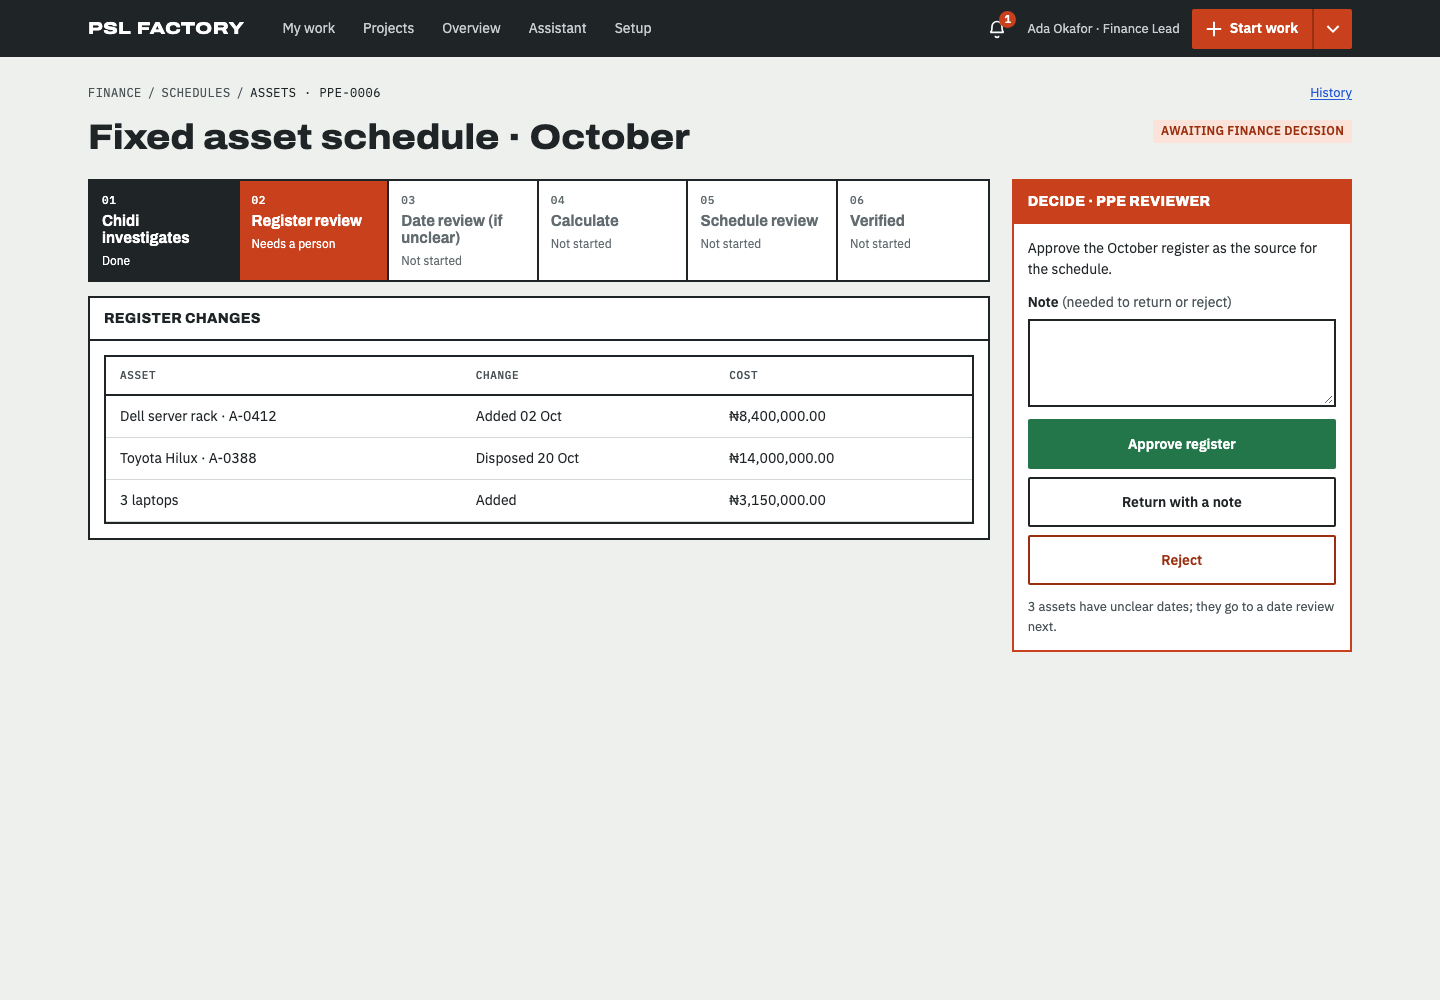 PSL FACTORY My work Projects Overview Assistant Setup 1 Ada Okafor · Finance Lead Start work
FINANCE / SCHEDULES / ASSETS · PPE-0006 History
Fixed asset schedule · October AWAITING FINANCE DECISION
01
Chidi
investigates
Done
02
Register review
Needs a person
03
Date review (if
unclear)
Not started
04
Calculate
Not started
05
Schedule review
Not started
06
Verified
Not started
REGISTER CHANGES
ASSET CHANGE COST
Dell server rack · A-0412 Added 02 Oct ₦8,400,000.00
Toyota Hilux · A-0388 Disposed 20 Oct ₦14,000,000.00
3 laptops Added ₦3,150,000.00
DECIDE · PPE REVIEWER
Approve the October register as the source for
the schedule.
Note (needed to return or reject)
Approve register
Return with a note
Reject
3 assets have unclear dates; they go to a date review
next.